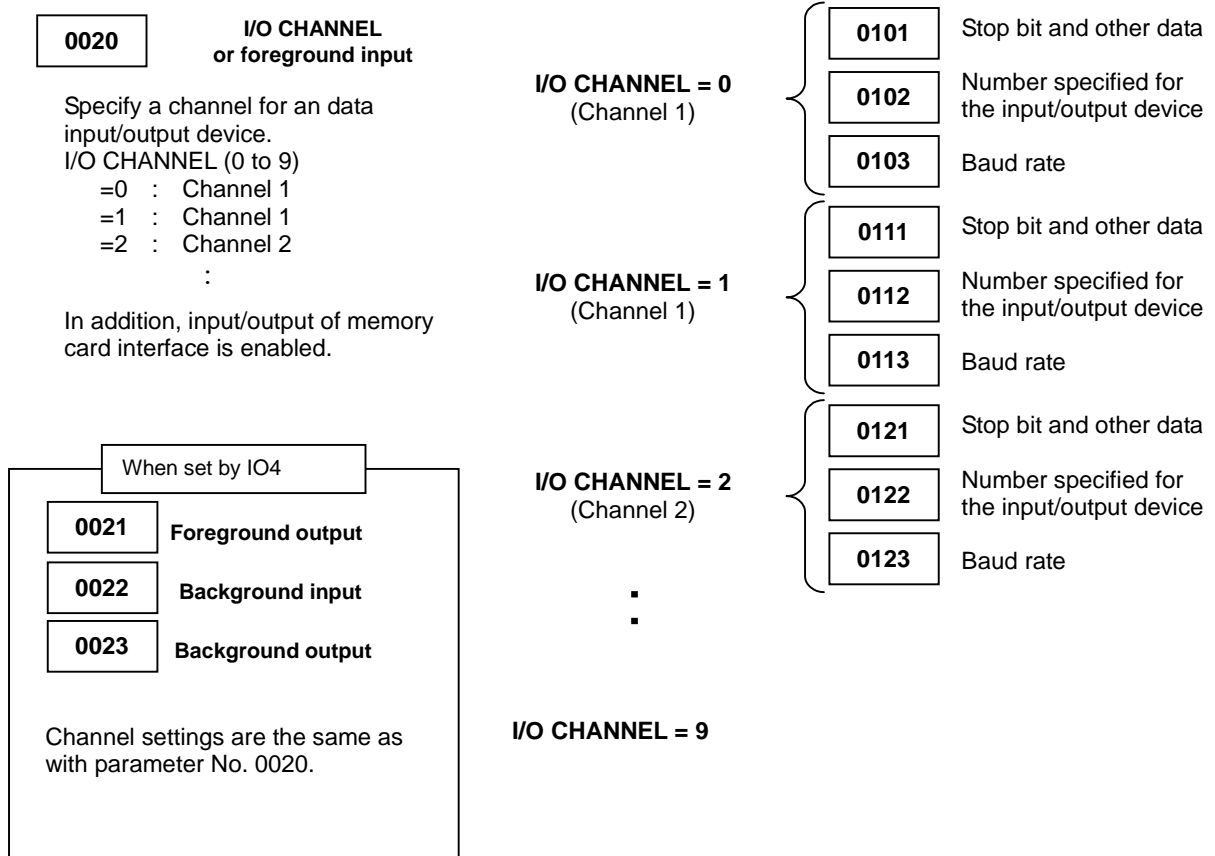 0020
I/O CHANNEL
or foreground input
Specify a channel for an data
input/output device.
I/O CHANNEL (0 to 9)
=0 : Channel 1
=1 : Channel 1
=2 : Channel 2
:
In addition, input/output of memory
card interface is enabled.
When set by IO4
0021 Foreground output
0022 Background input
0023 Background output
Channel settings are the same as
with parameter No. 0020.
I/O CHANNEL = 0
(Channel 1)
0101 Stop bit and other data
0102 Number specified for
the input/output device
0103 Baud rate
I/O CHANNEL = 1
(Channel 1)
0111 Stop bit and other data
0112 Number specified for
the input/output device
0113 Baud rate
I/O CHANNEL = 2
(Channel 2)
0121 Stop bit and other data
0122 Number specified for
the input/output device
0123 Baud rate
:
I/O CHANNEL = 9